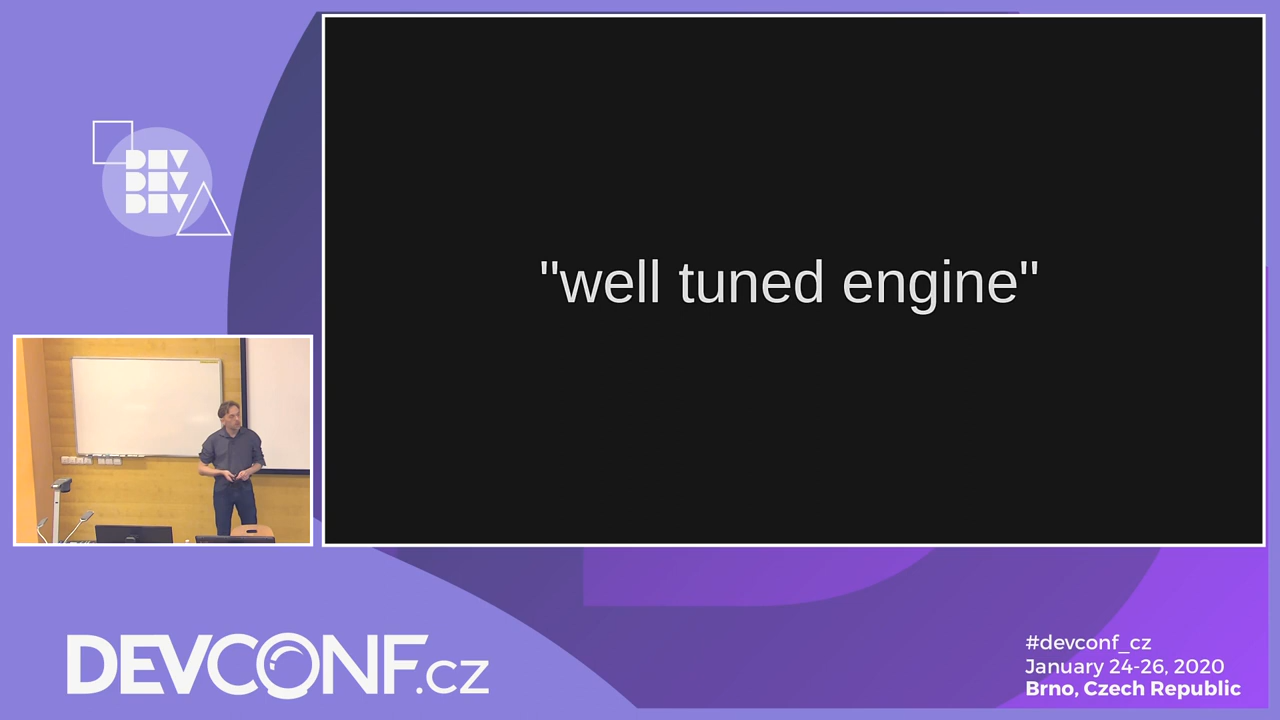 DEV
DEV
DEV
"well tuned engine"
DEVCONF.CZ
#devconf_cz
January 24-26, 2020
Brno, Czech Republic